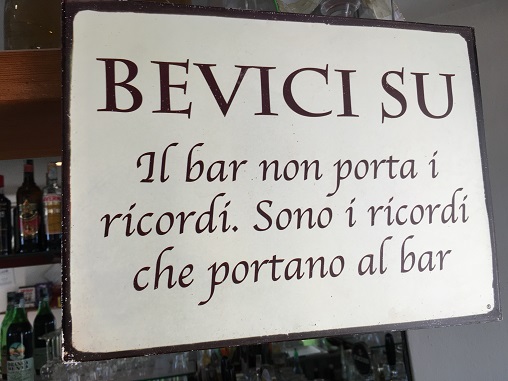 BEVICI SU
Il bar non porta i
ricordi. Sono i ricordi
che portano al bar